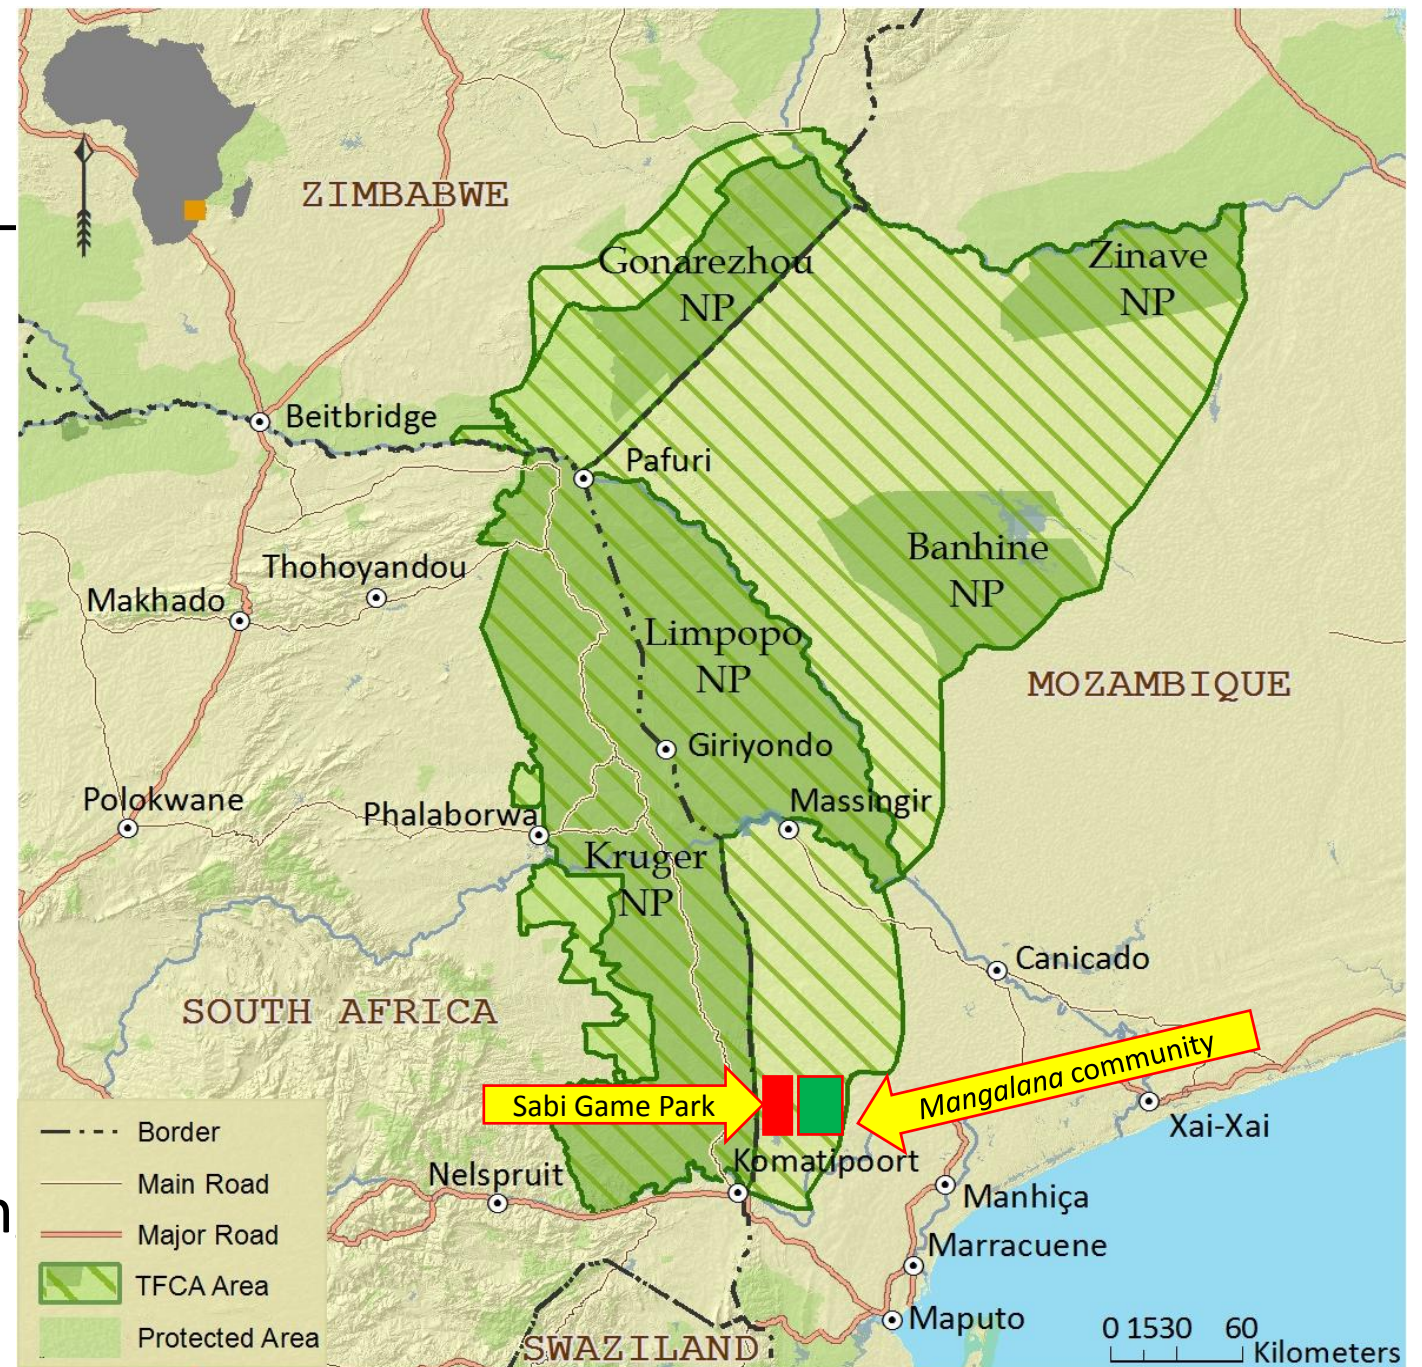 ZIMBABWE
Gonarezhou
NP
Zinave
NP
Beitbridge
Pafuri
Banhine
NP
Thohoyandou
Makhado
Limpopo
NP
MOZAMBIQUE
Giriyondo
Polokwane
Phalaborwa
Massingir
Kruger
NP
Canicado
SOUTH AFRICA
Sabi Game Park
Mangalana community
Xai-Xai
Komatipoort
Nelspruit
Manhiça
Marracuene
Maputo
SWAZILAND
n
Border
Main Road
Major Road
TFCA Area
Protected Area
0 1530 60
Kilometers